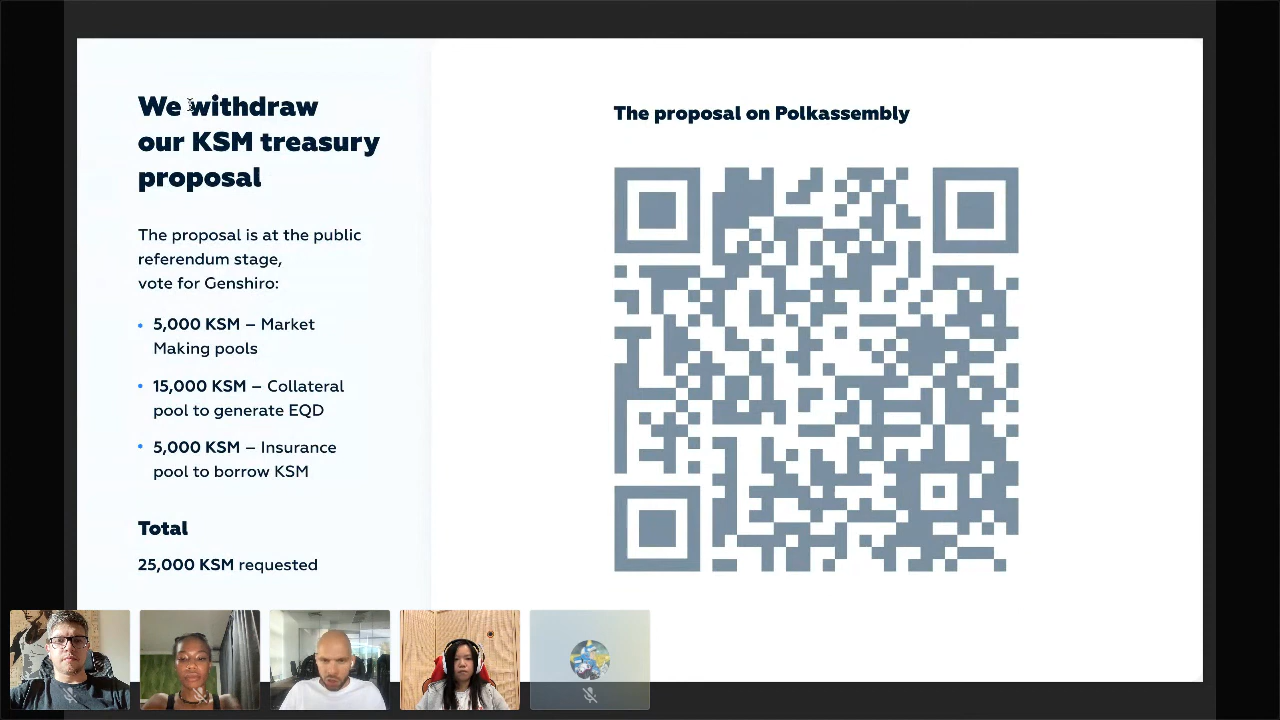 We withdraw
our KSM treasury
proposal
The proposal is at the public
referendum stage,
vote for Genshiro:
• 5,000 KSM – Market
Making pools
• 15,000 KSM – Collateral
pool to generate EQD
• 5,000 KSM – Insurance
pool to borrow KSM
Total
25,000 KSM requested
The proposal on Polkassembly